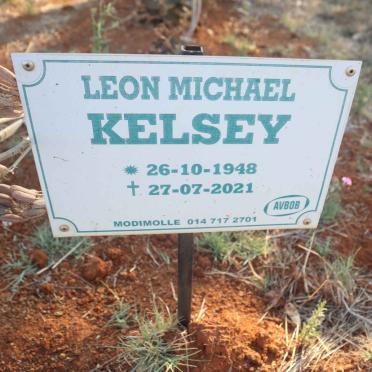 LEON MICHAEL
KELSEY
✷ 26-10-1948
✝ 27-07-2021
AVBOB
MODIMOLLE 014 717 2701